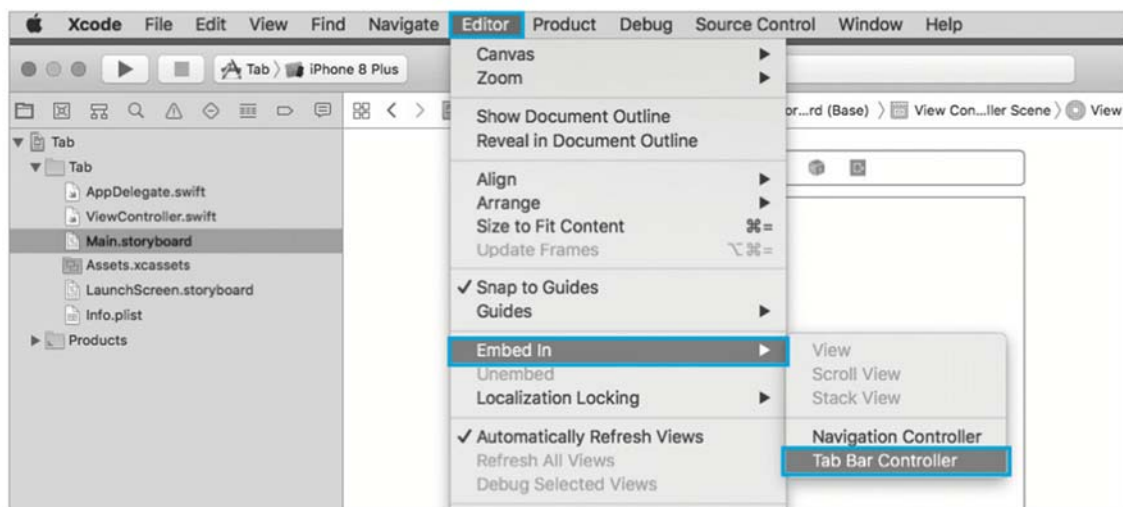 Xcode File Edit View Find Navigate Editor Product Debug Source Control Window Help
Tab iPhone 8 Plus
or...rd (Base) View Con...ller Scene View
Tab
Tab
AppDelegate.swift
ViewController.swift
Main.storyboard
Assets.xcassets
LaunchScreen.storyboard
Info.plist
Products
Canvas
Zoom
Show Document Outline
Reveal in Document Outline
Align
Arrange
Size to Fit Content ⌘=
Update Frames ⌥⌘=
✓ Snap to Guides
Guides
Embed In
Unembed
Localization Locking
✓ Automatically Refresh Views
Refresh All Views
Debug Selected Views
View
Scroll View
Stack View
Navigation Controller
Tab Bar Controller